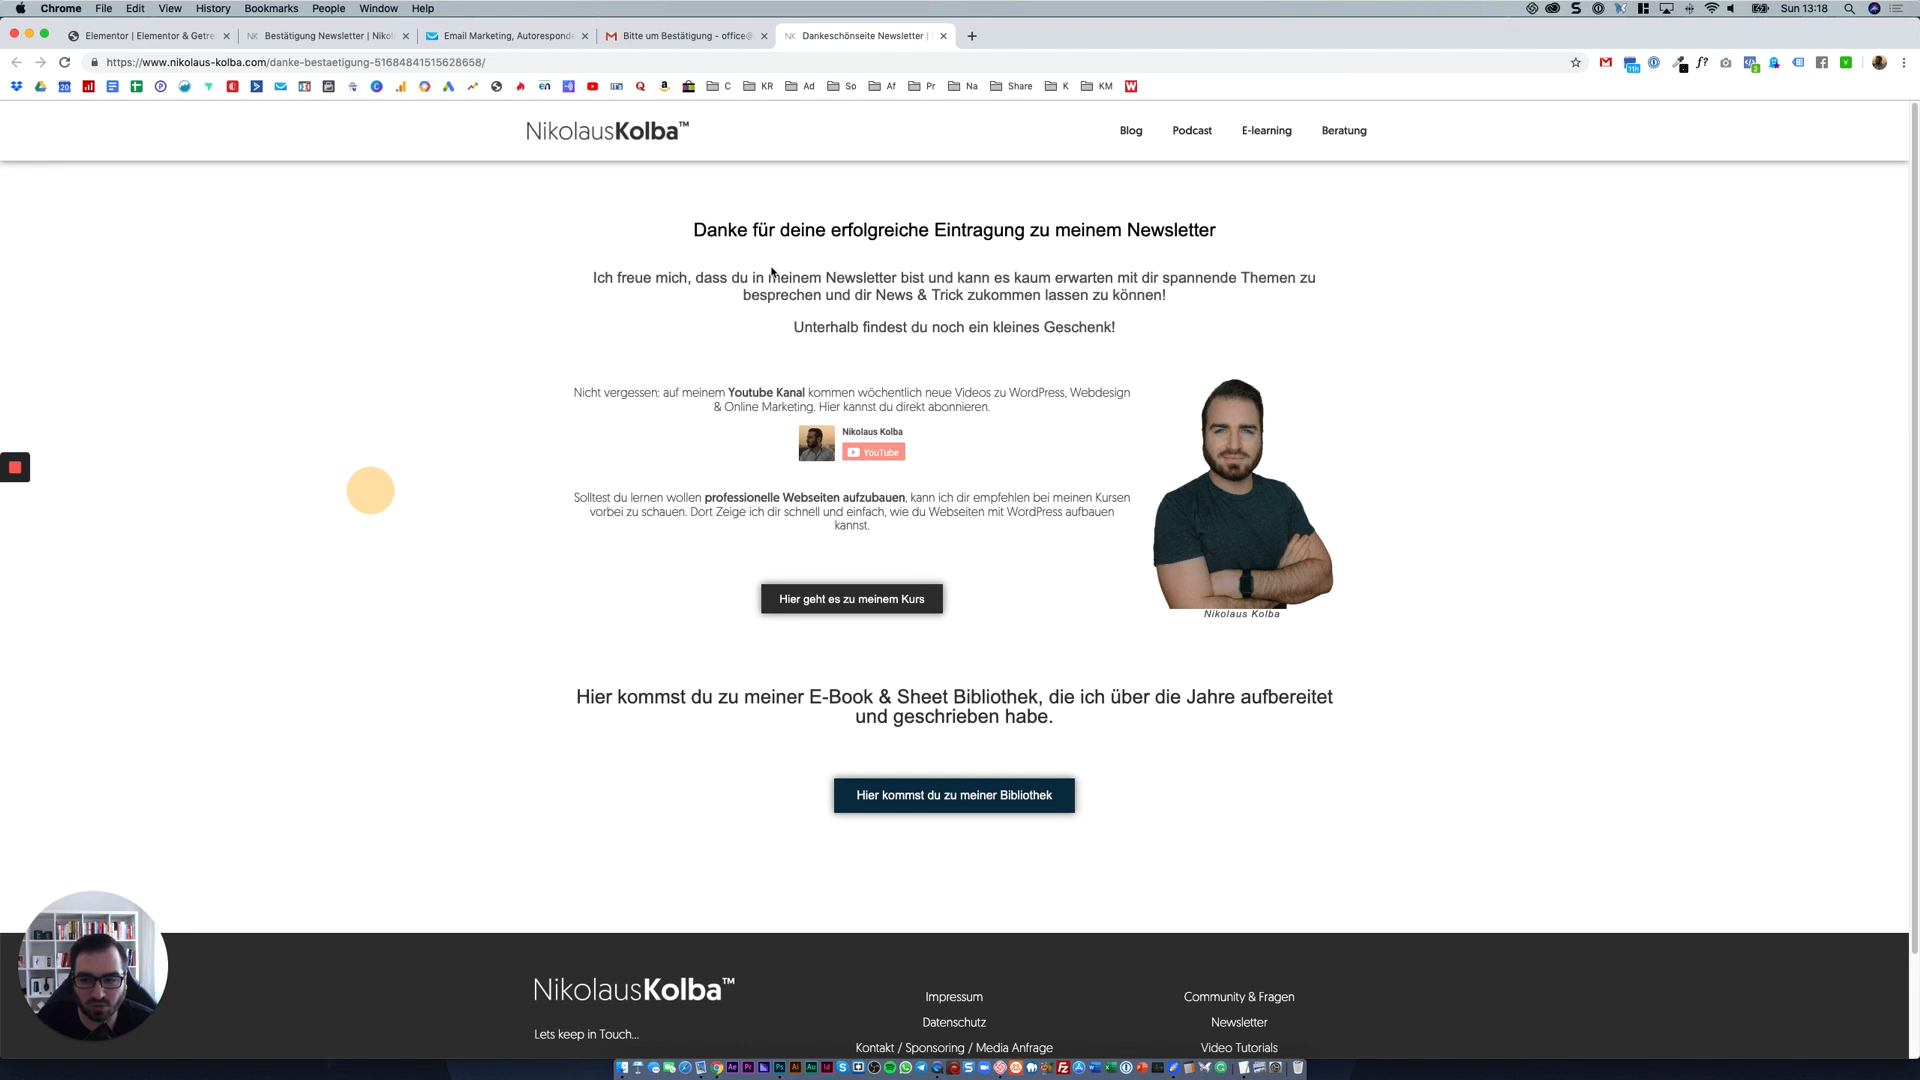 Chrome File Edit View History Bookmarks People Window Help
Sun 13:18
Elementor | Elementor & Getre
Bestätigung Newsletter | Nikol
Email Marketing, Autoresponde
Bitte um Bestätigung - office@
Dankeschönseite Newsletter |
https://www.nikolaus-kolba.com/danke-bestaetigung-51684841515628658/
C KR Ad So Af Pr Na Share K KM
NikolausKolba™
Blog Podcast E-learning Beratung
Danke für deine erfolgreiche Eintragung zu meinem Newsletter
Ich freue mich, dass du in meinem Newsletter bist und kann es kaum erwarten mit dir spannende Themen zu
besprechen und dir News & Trick zukommen lassen zu können!
Unterhalb findest du noch ein kleines Geschenk!
Nicht vergessen: auf meinem Youtube Kanal kommen wöchentlich neue Videos zu WordPress, Webdesign
& Online Marketing. Hier kannst du direkt abonnieren.
Nikolaus Kolba
YouTube
Solltest du lernen wollen professionelle Webseiten aufzubauen, kann ich dir empfehlen bei meinen Kursen
vorbei zu schauen. Dort Zeige ich dir schnell und einfach, wie du Webseiten mit WordPress aufbauen
kannst.
Hier geht es zu meinem Kurs
Nikolaus Kolba
Hier kommst du zu meiner E-Book & Sheet Bibliothek, die ich über die Jahre aufbereitet
und geschrieben habe.
Hier kommst du zu meiner Bibliothek
NikolausKolba™
Lets keep in Touch...
Impressum
Datenschutz
Kontakt / Sponsoring / Media Anfrage
Community & Fragen
Newsletter
Video Tutorials